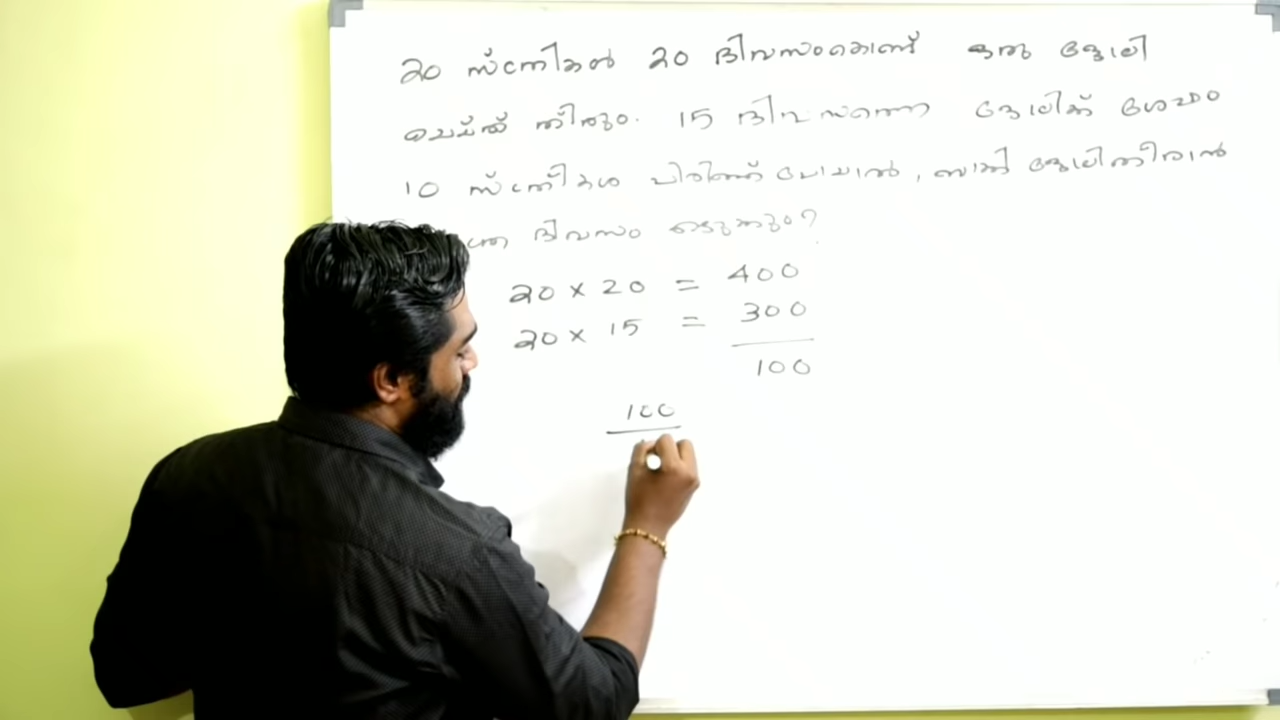 20 സ്ത്രീകൾ 20 ദിവസംകൊണ്ട് ഒരു ജോലി
ചെയ്ത് തീരും. 15 ദിവസത്തെ ജോലിക്ക് ശേഷം
10 സ്ത്രീകൾ പിരിഞ്ഞ് പോയാൽ, ബാക്കി ജോലി തീരാൻ
ദിവസം എടുക്കും?
20 × 20 = 400
20 × 15 = 300
100
100